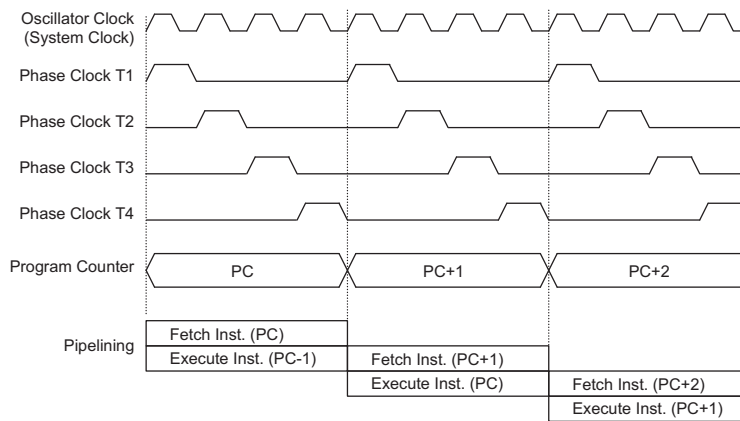 Oscillator Clock
(System Clock)
Phase Clock T1
Phase Clock T2
Phase Clock T3
Phase Clock T4
Program Counter
PC
PC+1
PC+2
Pipelining
Fetch Inst. (PC)
Execute Inst. (PC-1)
Fetch Inst. (PC+1)
Execute Inst. (PC)
Fetch Inst. (PC+2)
Execute Inst. (PC+1)